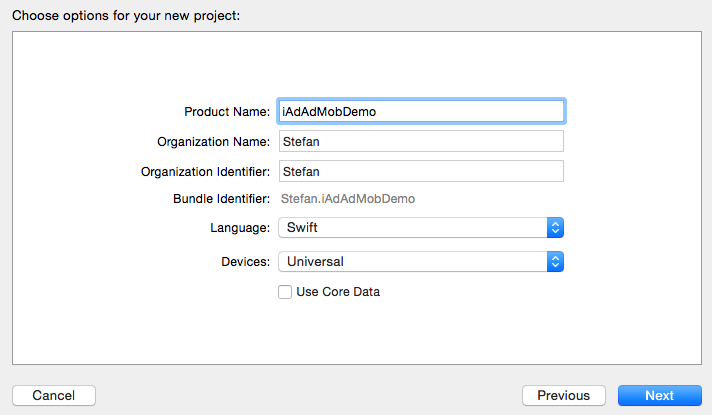 Choose options for your new project:
Product Name: iAdAdMobDemo
Organization Name: Stefan
Organization Identifier: Stefan
Bundle Identifier: Stefan.iAdAdMobDemo
Language: Swift
Devices: Universal
Use Core Data
Cancel Previous Next